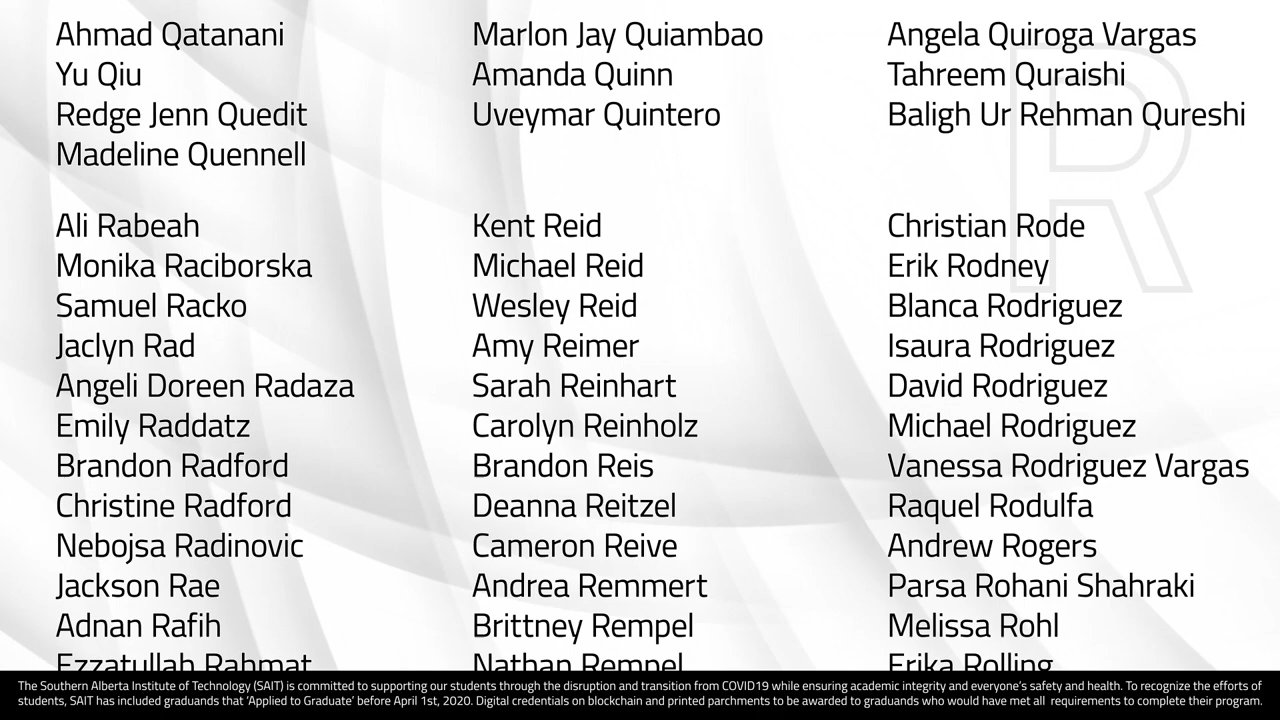 Ahmad Qatanani
Yu Qiu
Redge Jenn Quedit
Madeline Quennell
Marlon Jay Quiambao
Amanda Quinn
Uveymar Quintero
Angela Quiroga Vargas
Tahreem Quraishi
Baligh Ur Rehman Qureshi
R
Ali Rabeah
Monika Raciborska
Samuel Racko
Jaclyn Rad
Angeli Doreen Radaza
Emily Raddatz
Brandon Radford
Christine Radford
Nebojsa Radinovic
Jackson Rae
Adnan Rafih
Ezzatullah Rahmat
Kent Reid
Michael Reid
Wesley Reid
Amy Reimer
Sarah Reinhart
Carolyn Reinholz
Brandon Reis
Deanna Reitzel
Cameron Reive
Andrea Remmert
Brittney Rempel
Nathan Rempel
Christian Rode
Erik Rodney
Blanca Rodriguez
Isaura Rodriguez
David Rodriguez
Michael Rodriguez
Vanessa Rodriguez Vargas
Raquel Rodulfa
Andrew Rogers
Parsa Rohani Shahraki
Melissa Rohl
Erika Rolling
The Southern Alberta Institute of Technology (SAIT) is committed to supporting our students through the disruption and transition from COVID19 while ensuring academic integrity and everyone's safety and health. To recognize the efforts of
students, SAIT has included graduands that 'Applied to Graduate' before April 1st, 2020. Digital credentials on blockchain and printed parchments to be awarded to graduands who would have met all requirements to complete their program.